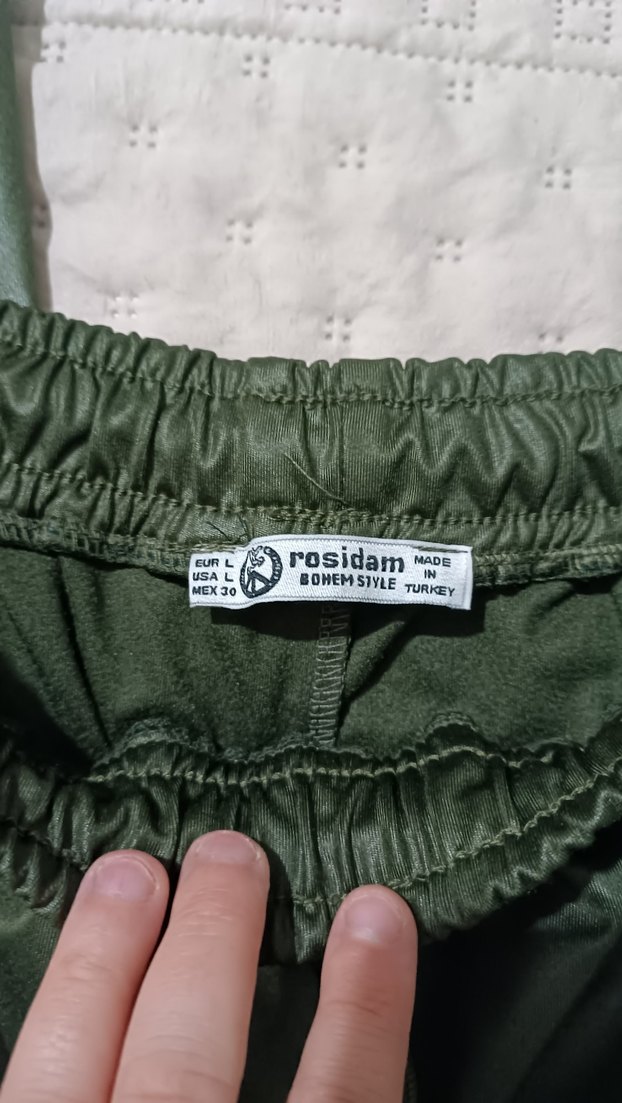 EUR L
USA L
MEX 30
rosidam
BOHEM STYLE
MADE
IN
TURKEY